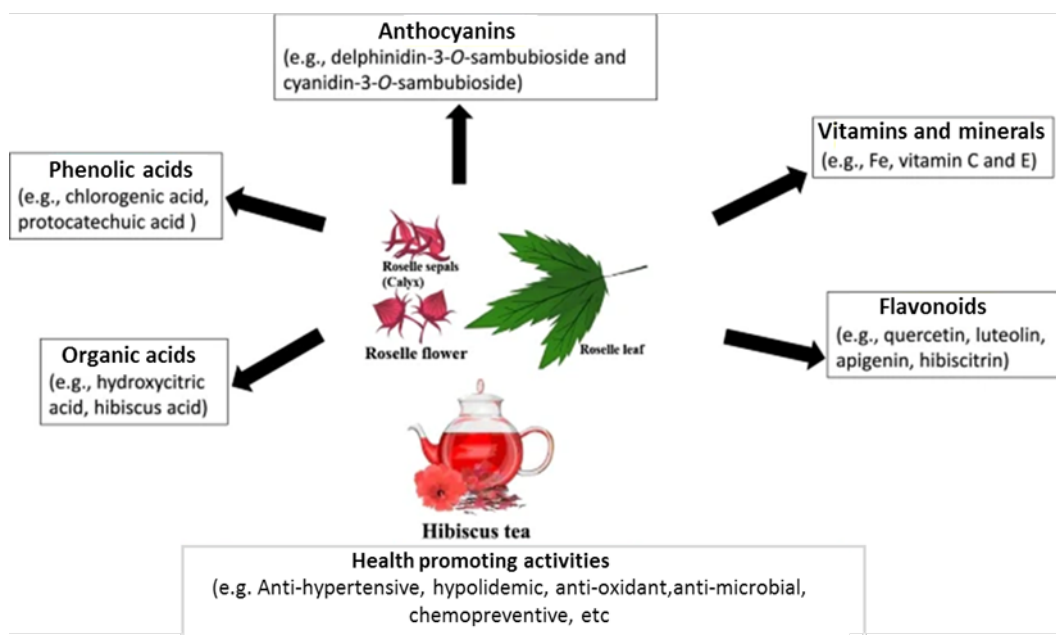 Anthocyanins
(e.g., delphinidin-3-O-sambubioside and
cyanidin-3-O-sambubioside)
Vitamins and minerals
(e.g., Fe, vitamin C and E)
Phenolic acids
(e.g., chlorogenic acid,
protocatechuic acid )
Roselle sepals
(Calyx)
Roselle flower
Roselle leaf
Flavonoids
(e.g., quercetin, luteolin,
apigenin, hibiscitrin)
Organic acids
(e.g., hydroxycitric
acid, hibiscus acid)
Hibiscus tea
Health promoting activities
(e.g. Anti-hypertensive, hypolidemic, anti-oxidant,anti-microbial,
chemopreventive, etc